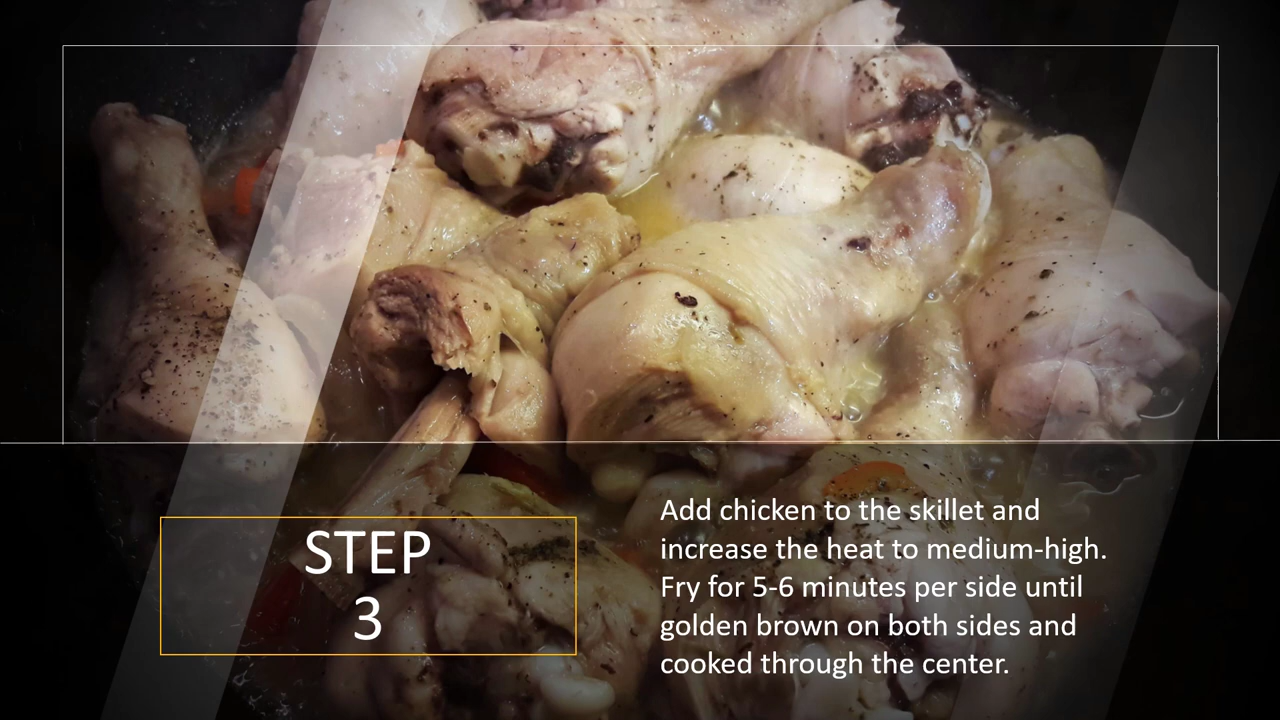 STEP
3
Add chicken to the skillet and
increase the heat to medium-high.
Fry for 5-6 minutes per side until
golden brown on both sides and
cooked through the center.